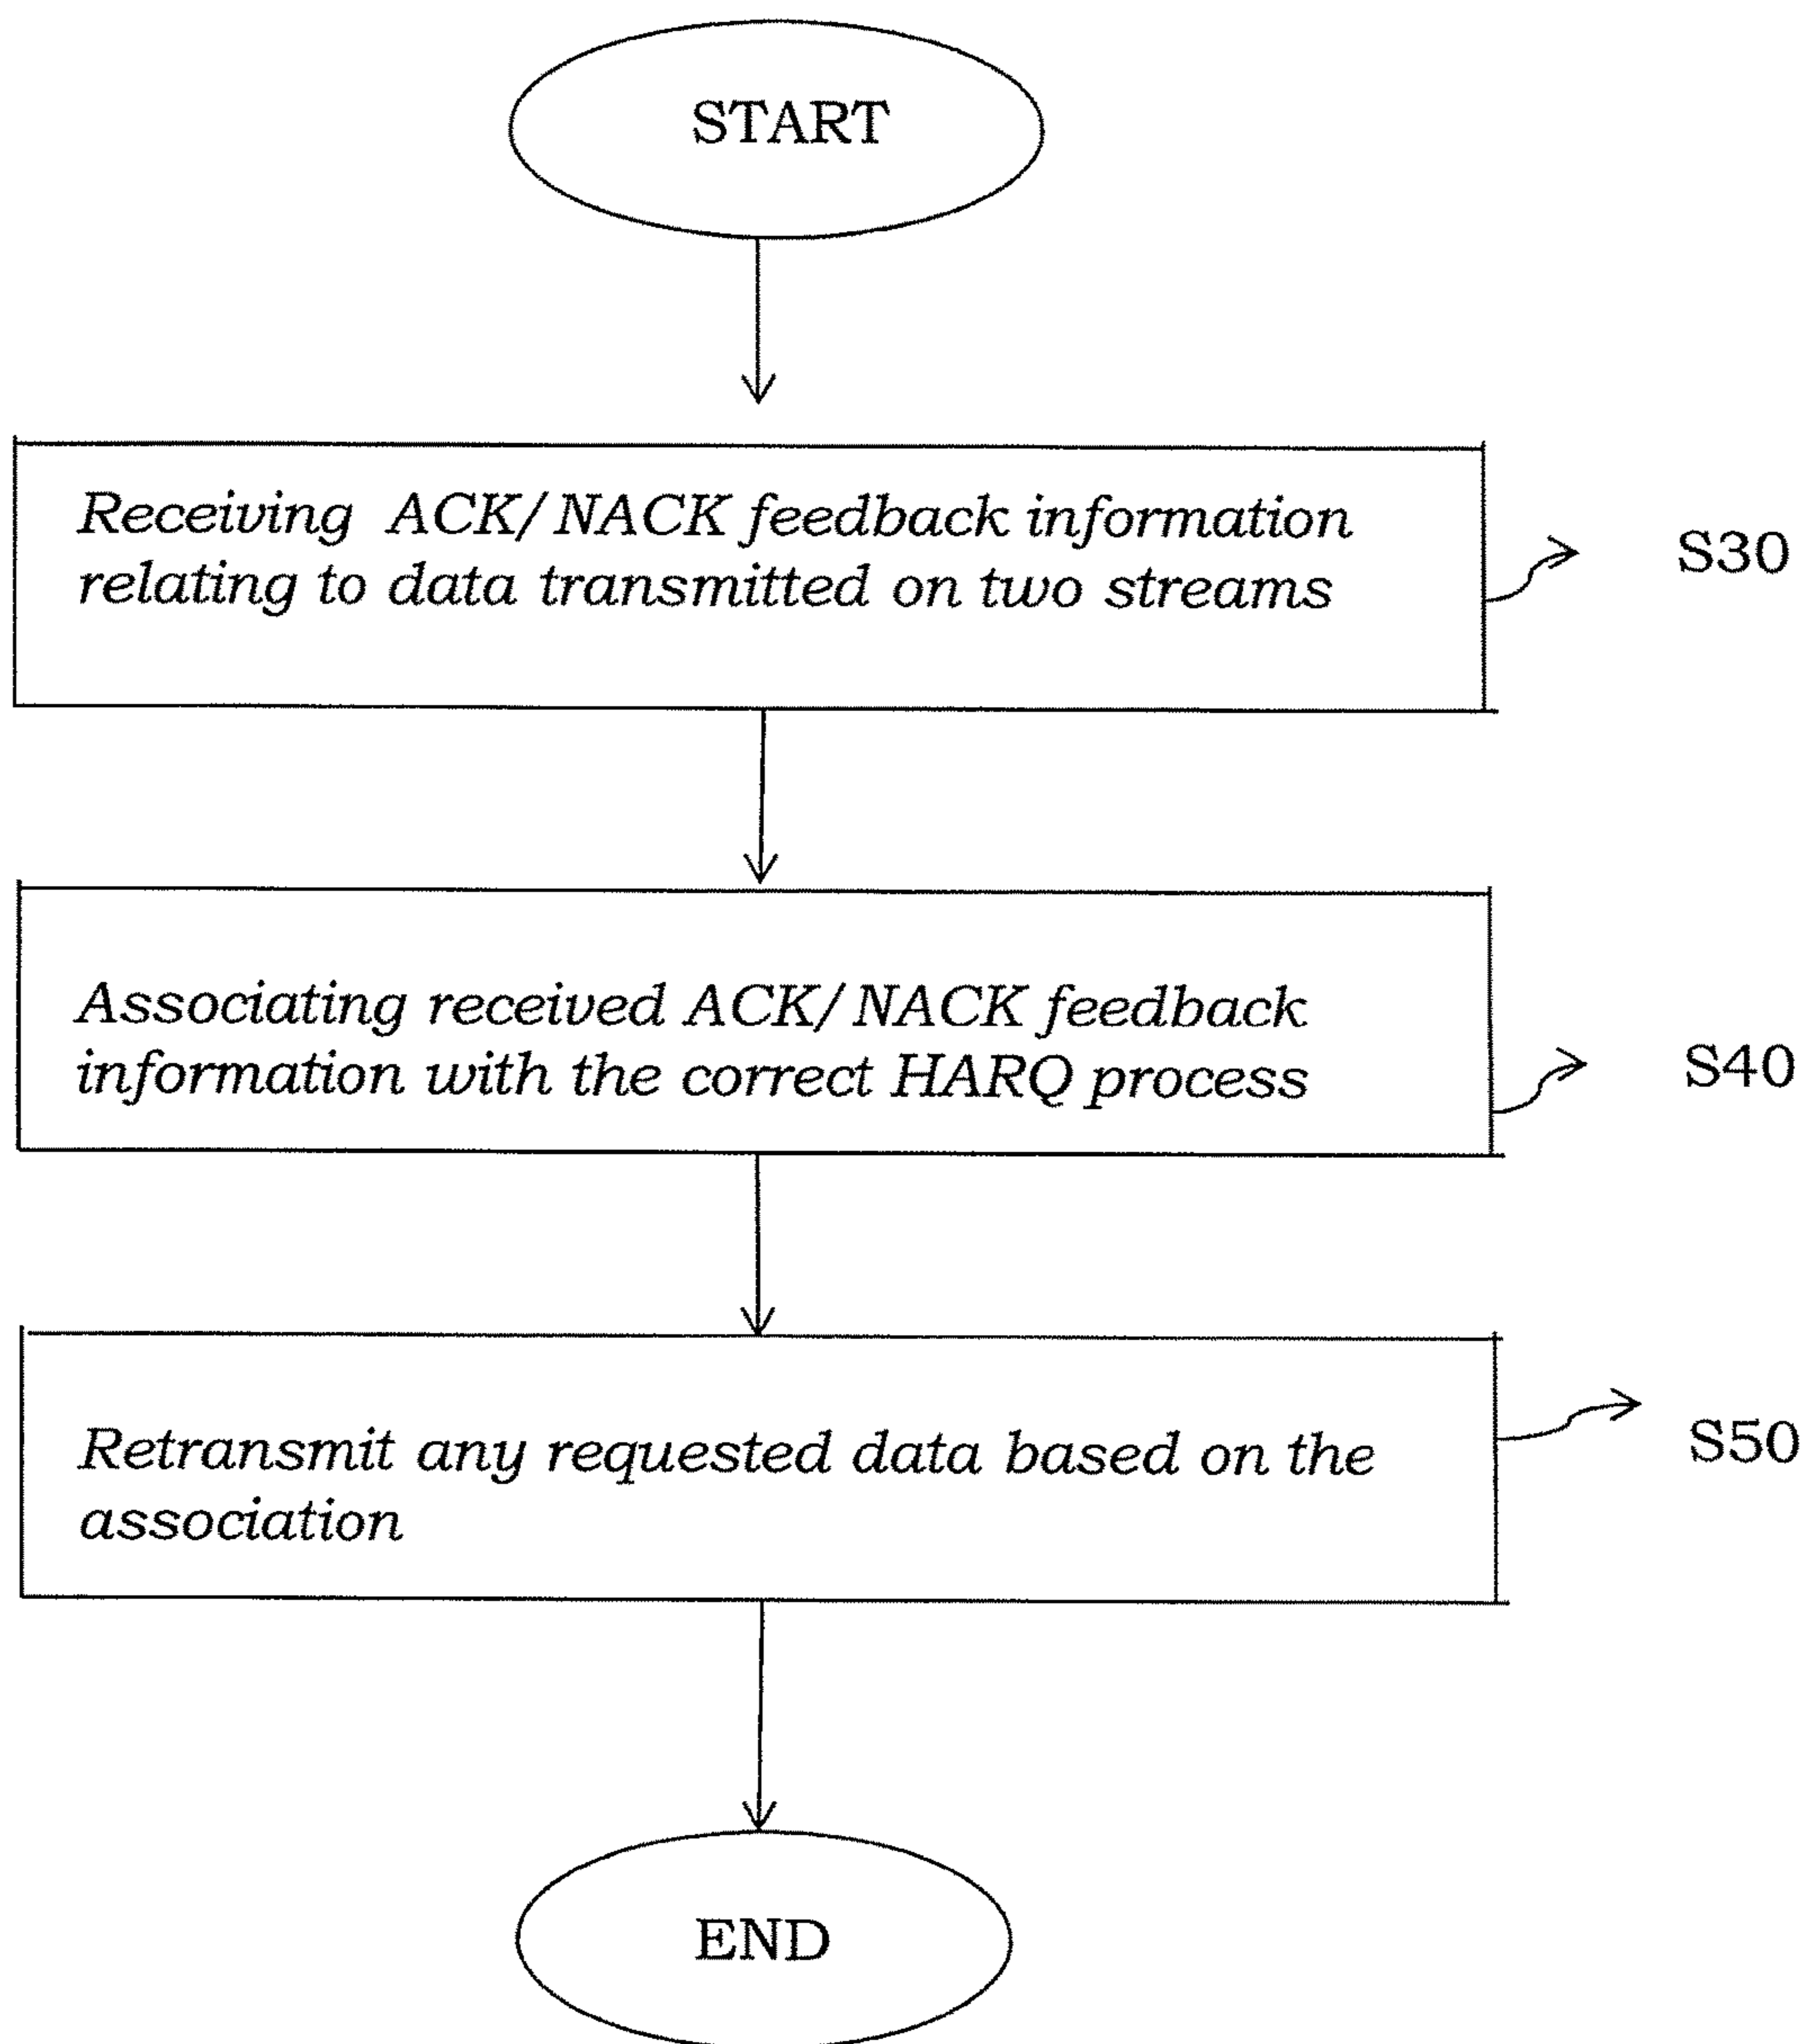 START
Receiving ACK/NACK feedback information
relating to data transmitted on two streams
S30
Associating received ACK/NACK feedback
information with the correct HARQ process
S40
Retransmit any requested data based on the
association
S50
END